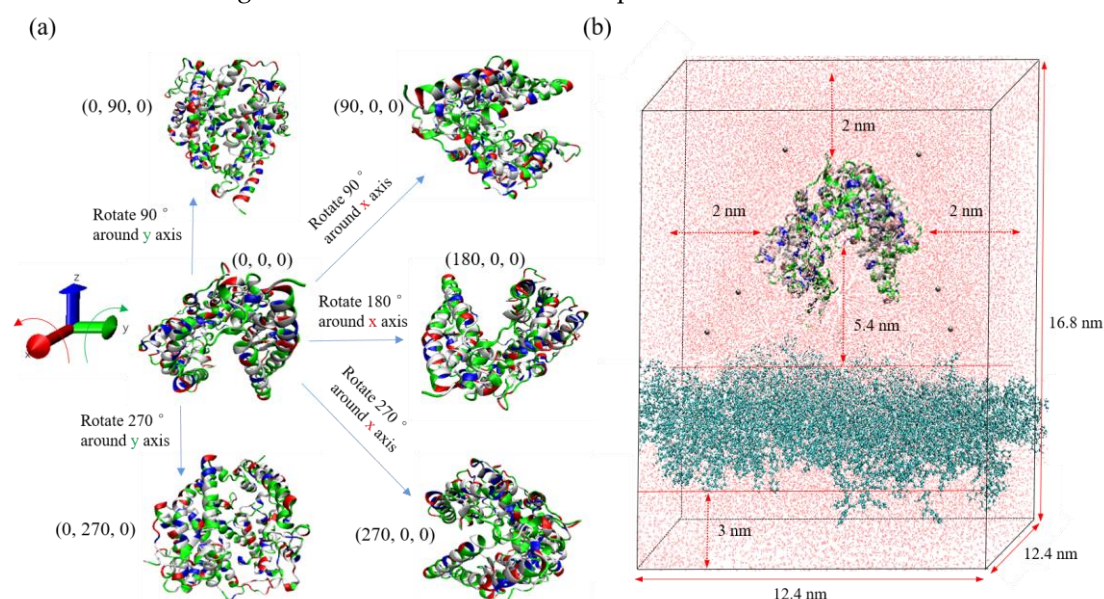 (a)
(b)
(0, 90, 0)
(90, 0, 0)
2 nm
Rotate 90 °
around y axis
Rotate 90 °
around x axis
2 nm
2 nm
(0, 0, 0)
(180, 0, 0)
z
y
x
Rotate 180 °
around x axis
5.4 nm
16.8 nm
Rotate 270 °
around y axis
Rotate 270 °
around x axis
(0, 270, 0)
(270, 0, 0)
3 nm
12.4 nm
12.4 nm